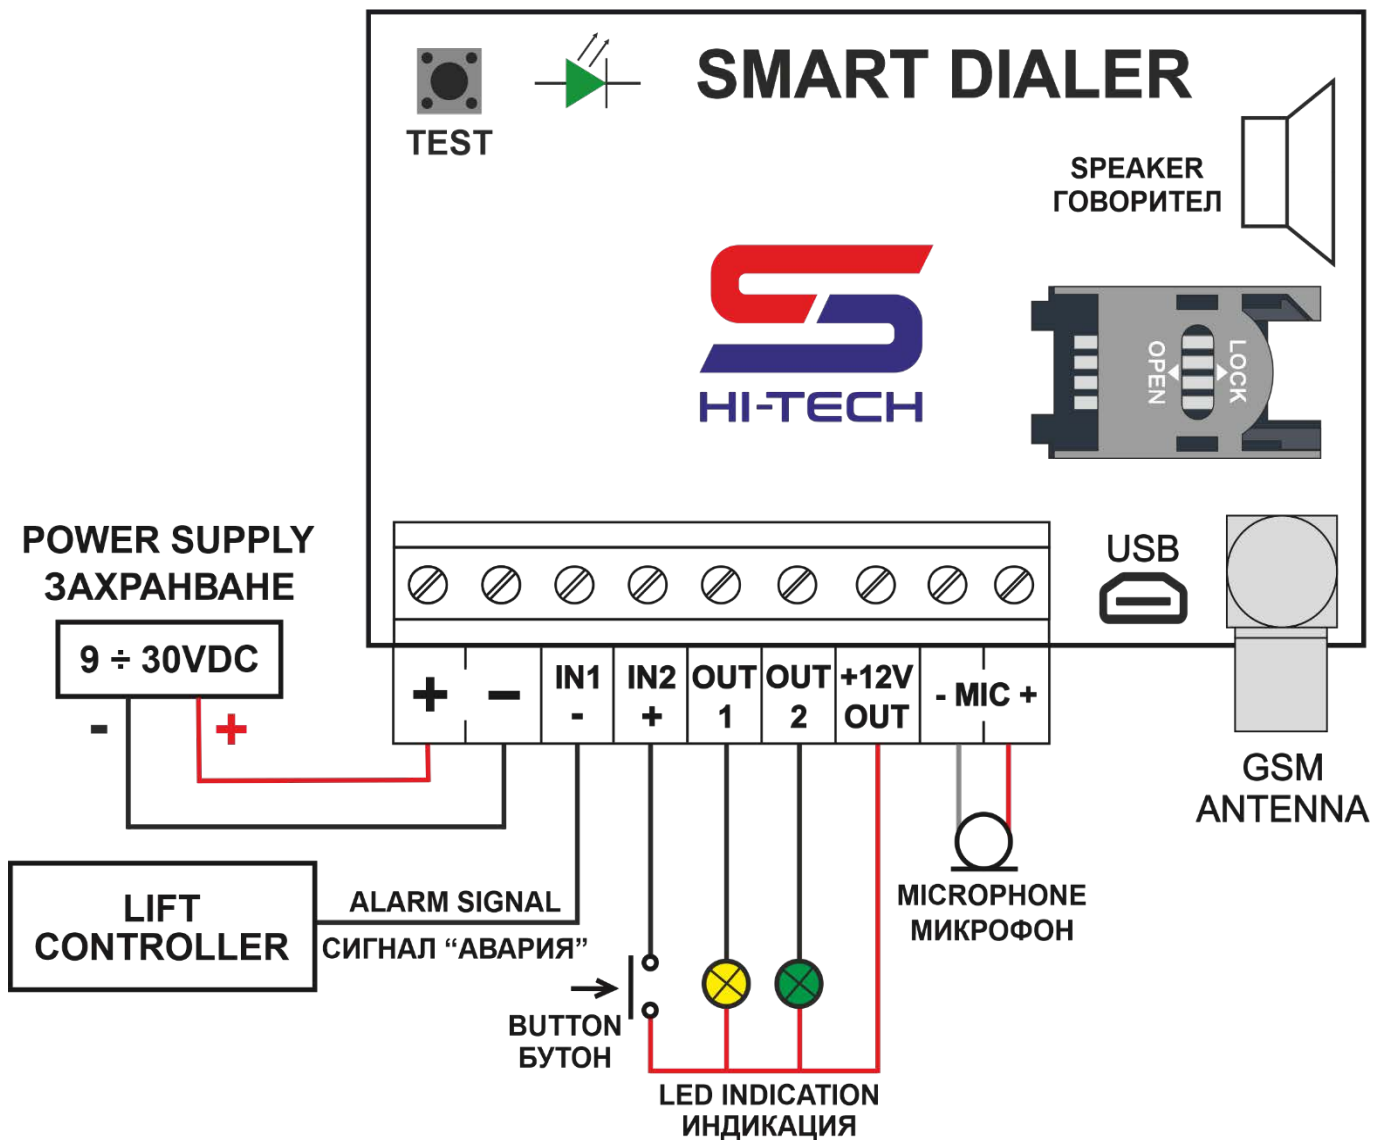 SMART DIALER
TEST
SPEAKER
ГОВОРИТЕЛ
HI-TECH
OPEN
LOCK
POWER SUPPLY
ЗАХРАНВАНЕ
9 ÷ 30VDC
- +
USB
+ -
IN1
-
IN2
+
OUT
1
OUT
2
+12V
OUT
- MIC +
GSM
ANTENNA
LIFT
CONTROLLER
ALARM SIGNAL
СИГНАЛ “АВАРИЯ”
MICROPHONE
МИКРОФОН
BUTTON
БУТОН
LED INDICATION
ИНДИКАЦИЯ